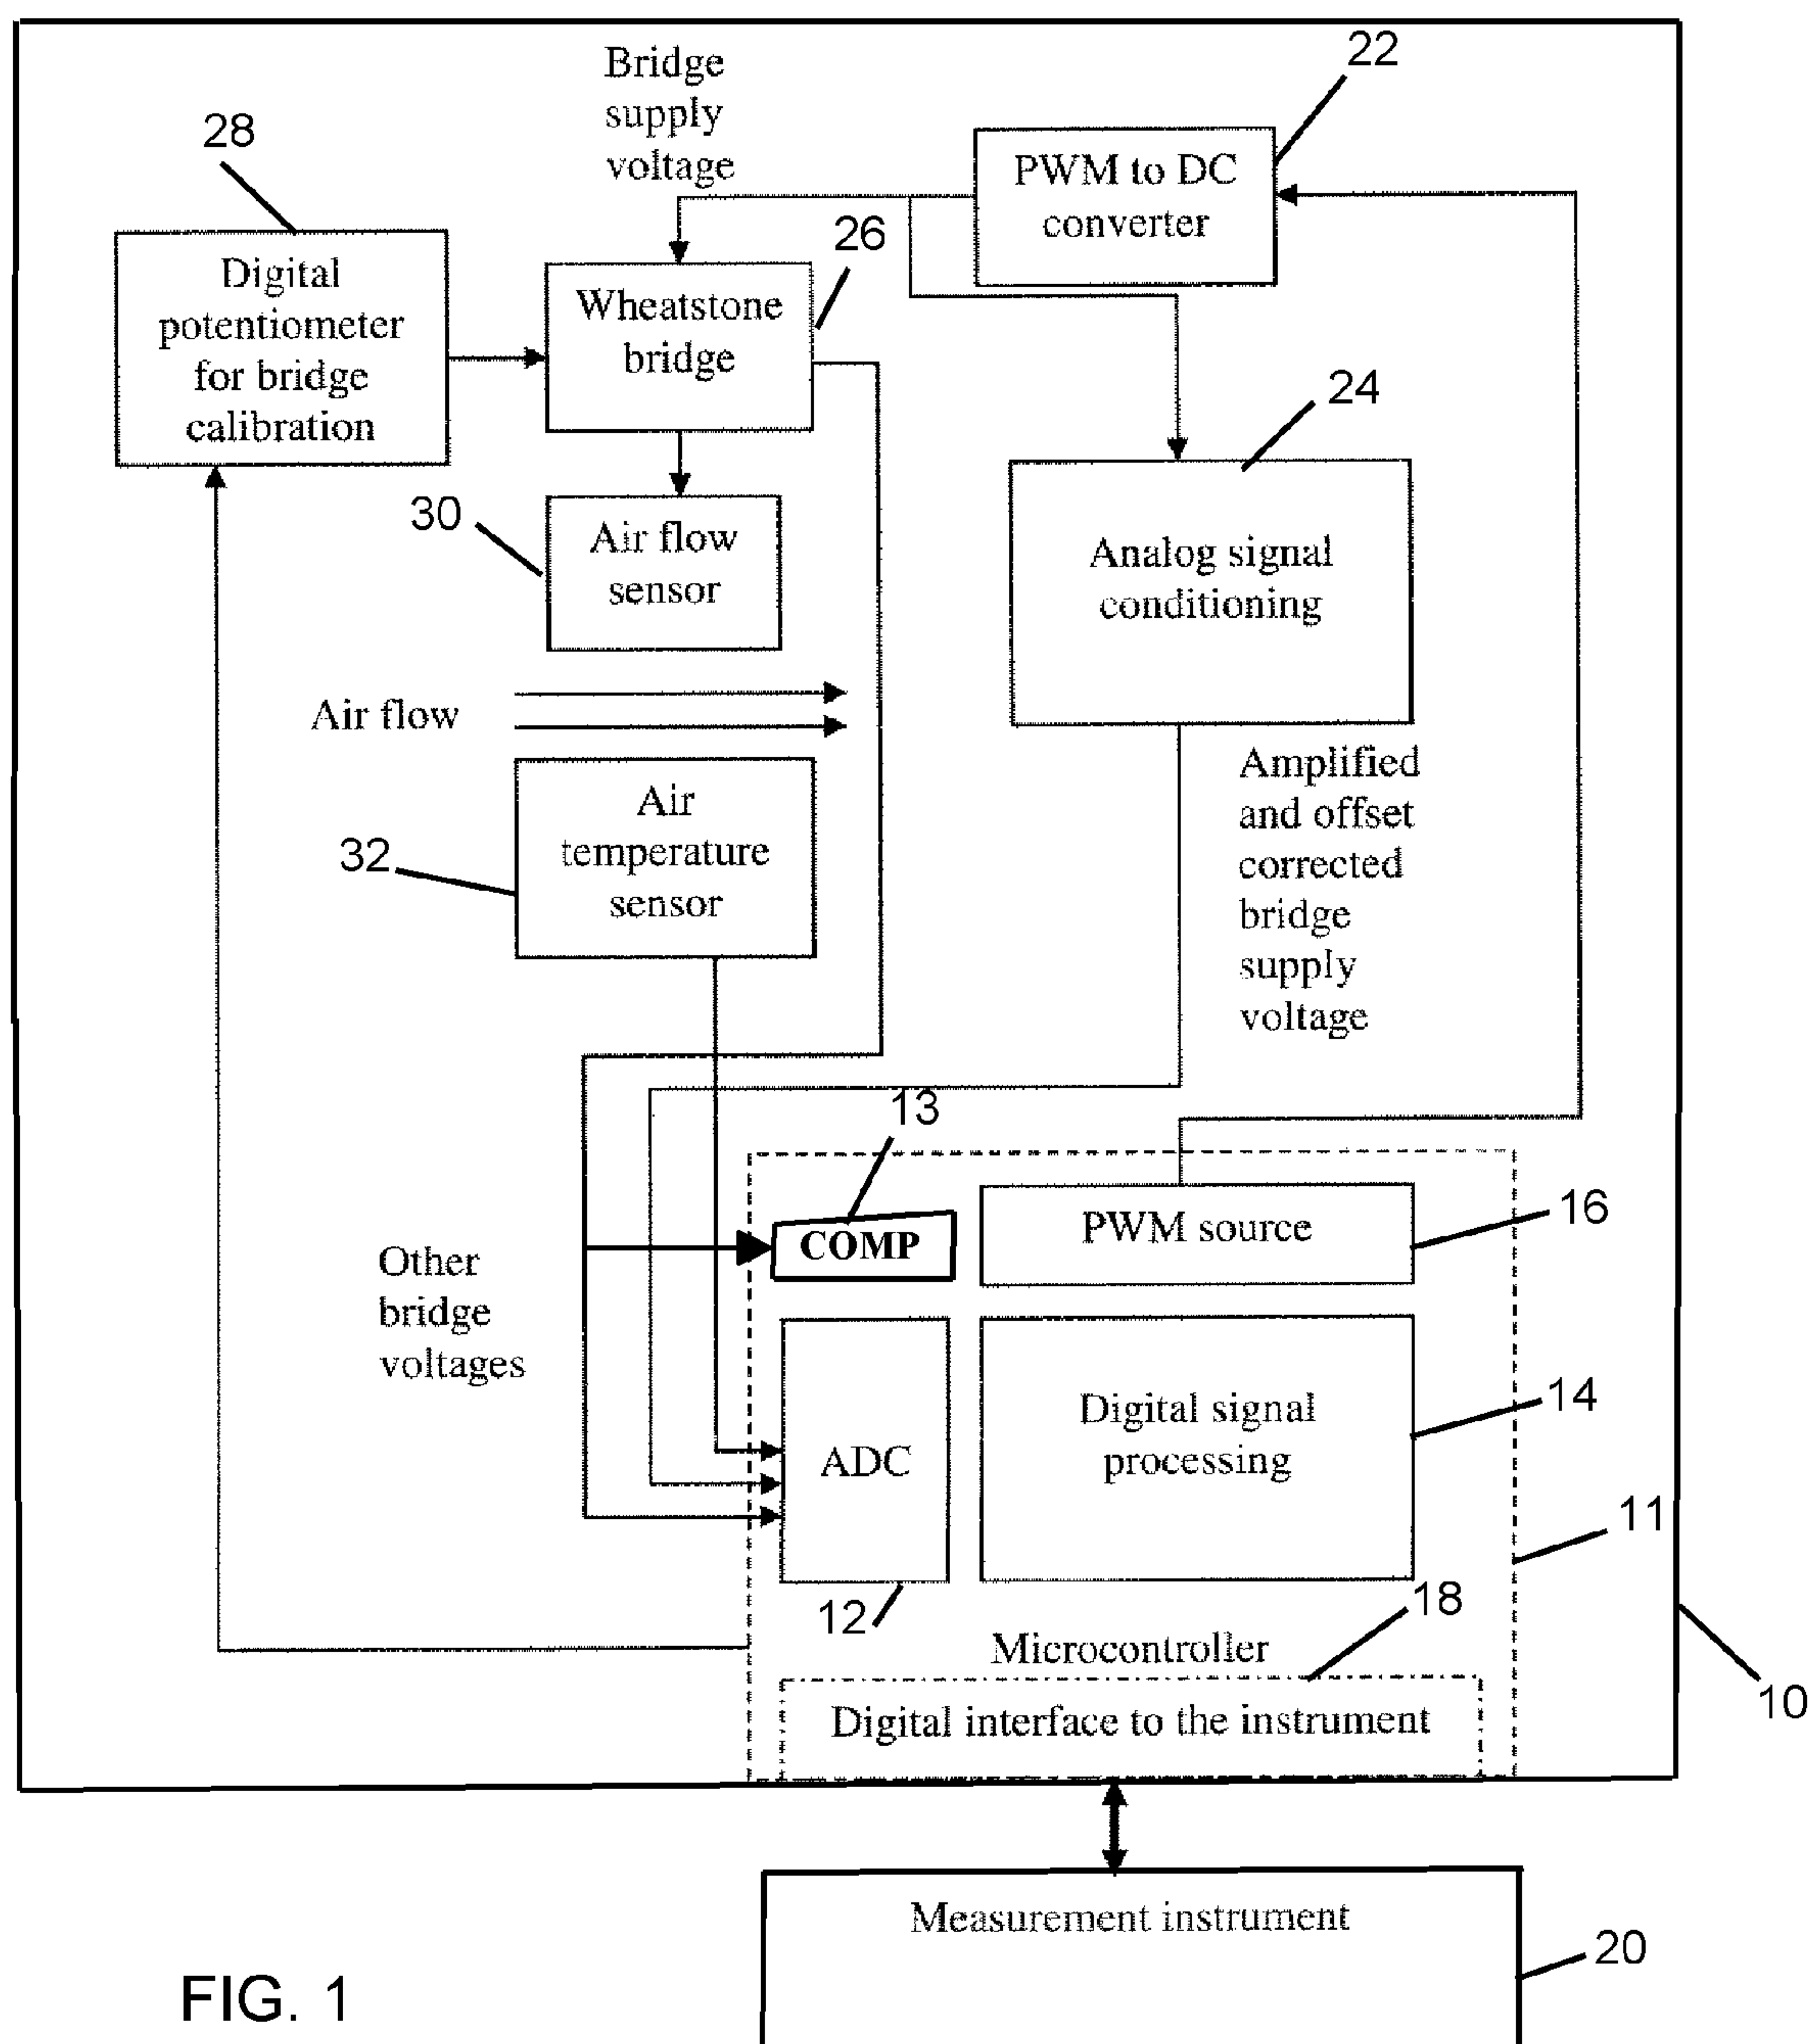 Bridge
supply
voltage
22
PWM to DC
converter
28
Digital
potentiometer
for bridge
calibration
26
Wheatstone
bridge
24
Analog signal
conditioning
30
Air flow
sensor
Air flow
32
Air
temperature
sensor
Amplified
and offset
corrected
bridge
supply
voltage
13
COMP
PWM source
16
Other
bridge
voltages
ADC
12
Digital signal
processing
14
11
18
Microcontroller
Digital interface to the instrument
10
Measurement instrument
20
FIG. 1